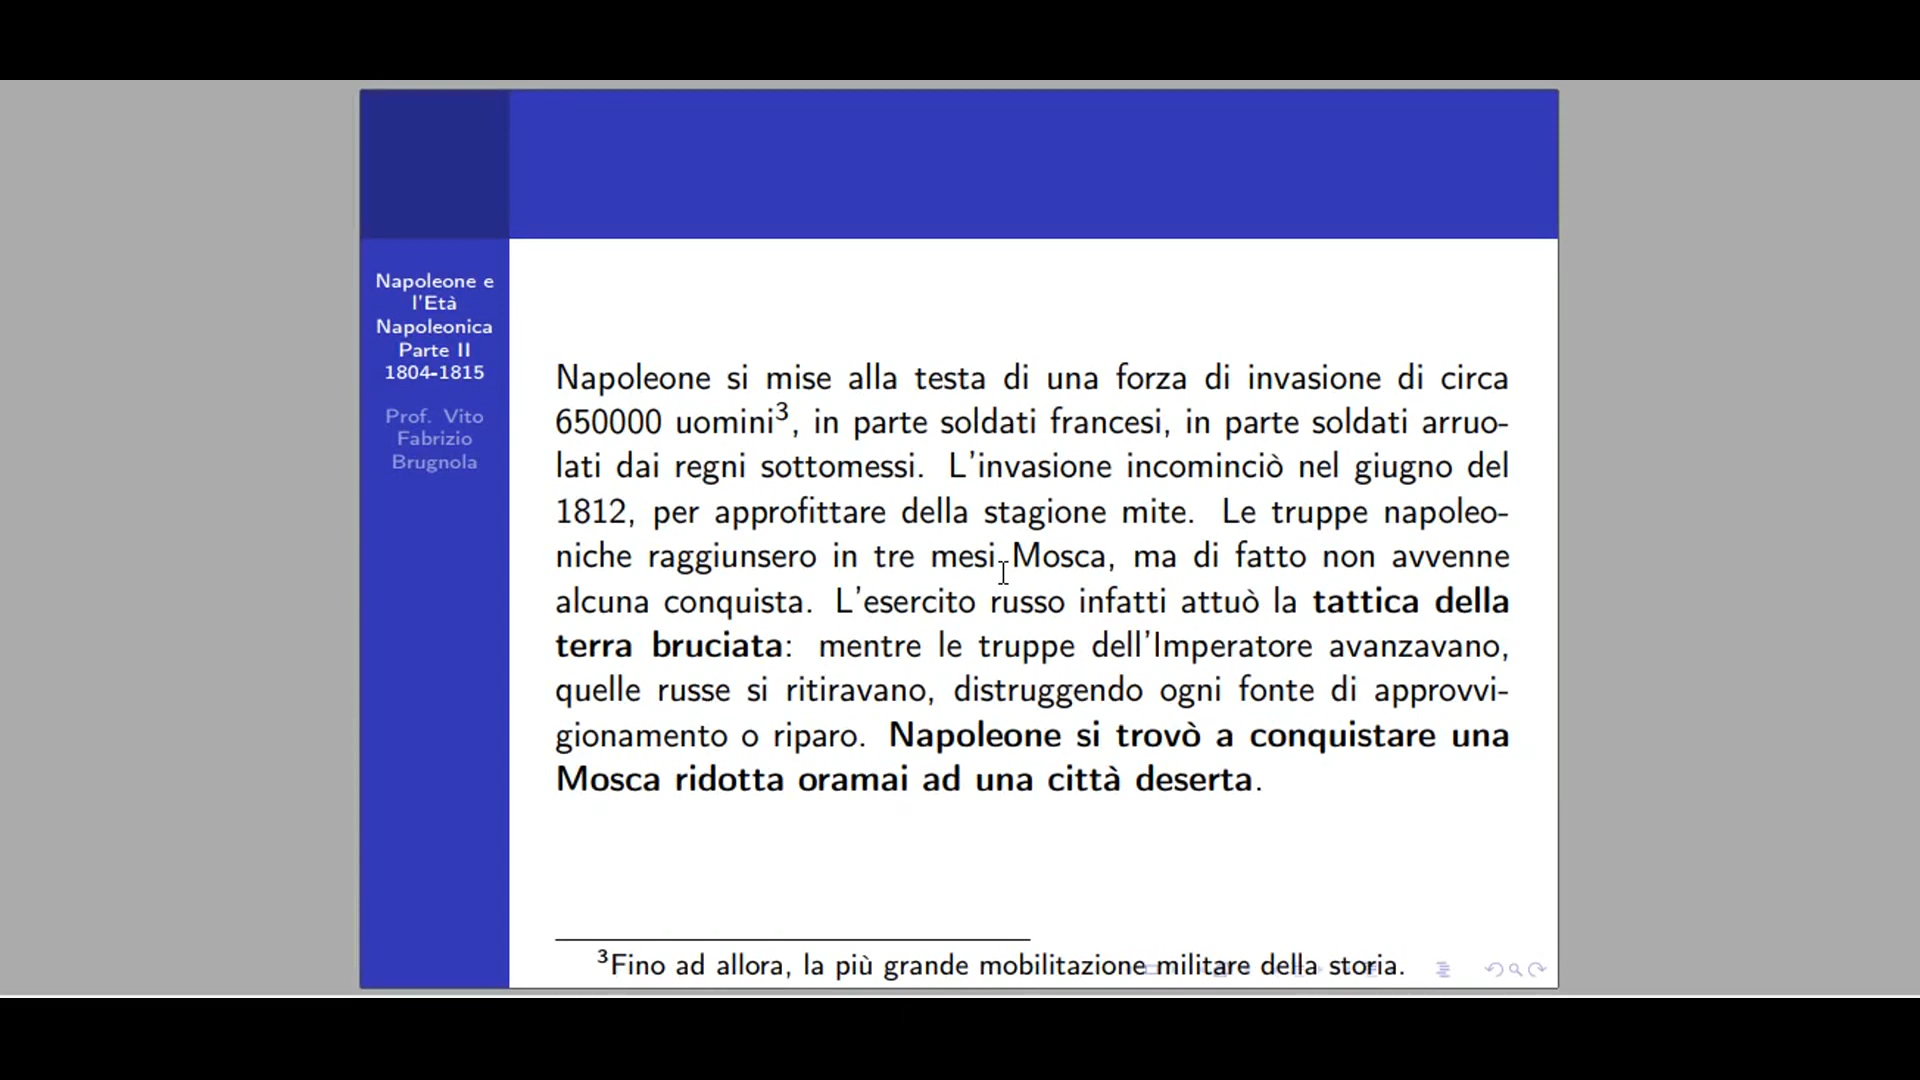 Napoleone e
l'Età
Napoleonica
Parte II
1804-1815
Prof. Vito
Fabrizio
Brugnola
Napoleone si mise alla testa di una forza di invasione di circa
650000 uomini³, in parte soldati francesi, in parte soldati arruo-
lati dai regni sottomessi. L'invasione incominciò nel giugno del
1812, per approfittare della stagione mite. Le truppe napoleo-
niche raggiunsero in tre mesi Mosca, ma di fatto non avvenne
alcuna conquista. L'esercito russo infatti attuò la tattica della
terra bruciata: mentre le truppe dell'Imperatore avanzavano,
quelle russe si ritiravano, distruggendo ogni fonte di approvvi-
gionamento o riparo. Napoleone si trovò a conquistare una
Mosca ridotta oramai ad una città deserta.
³Fino ad allora, la più grande mobilitazione militare della storia.